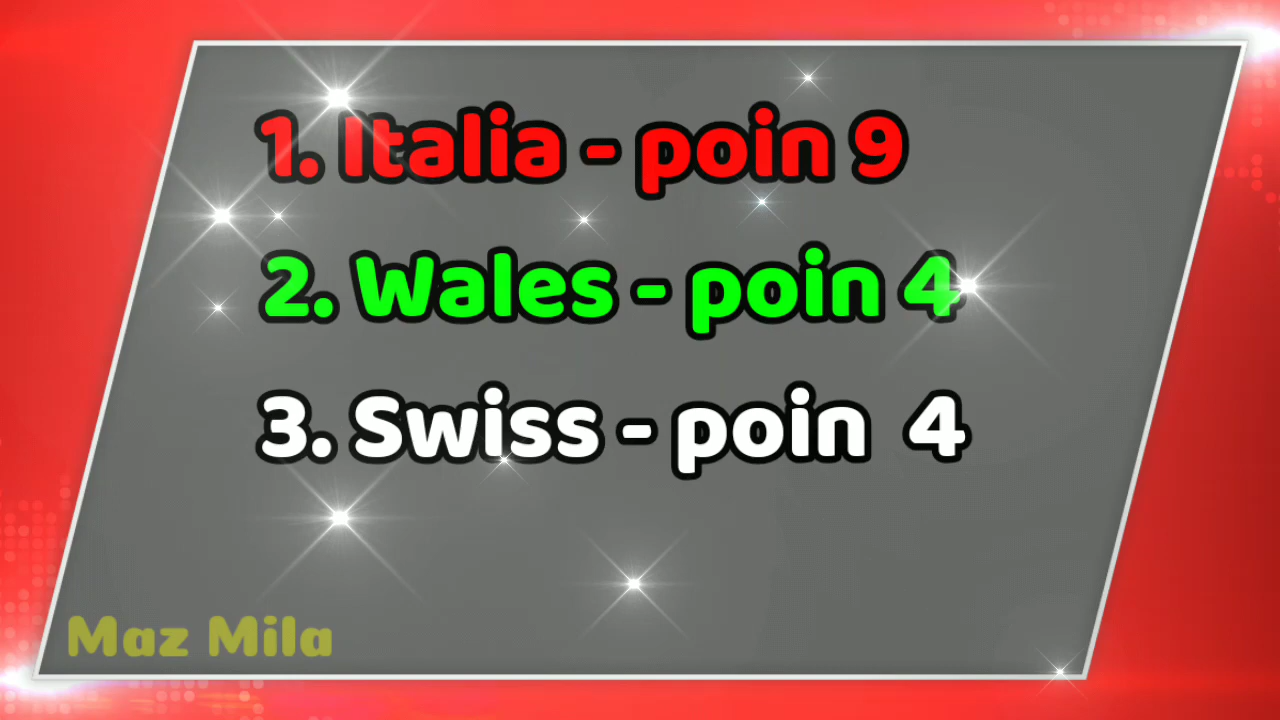 1. Italia - poin 9
2. Wales - poin 4
3. Swiss - poin 4
Maz Mila